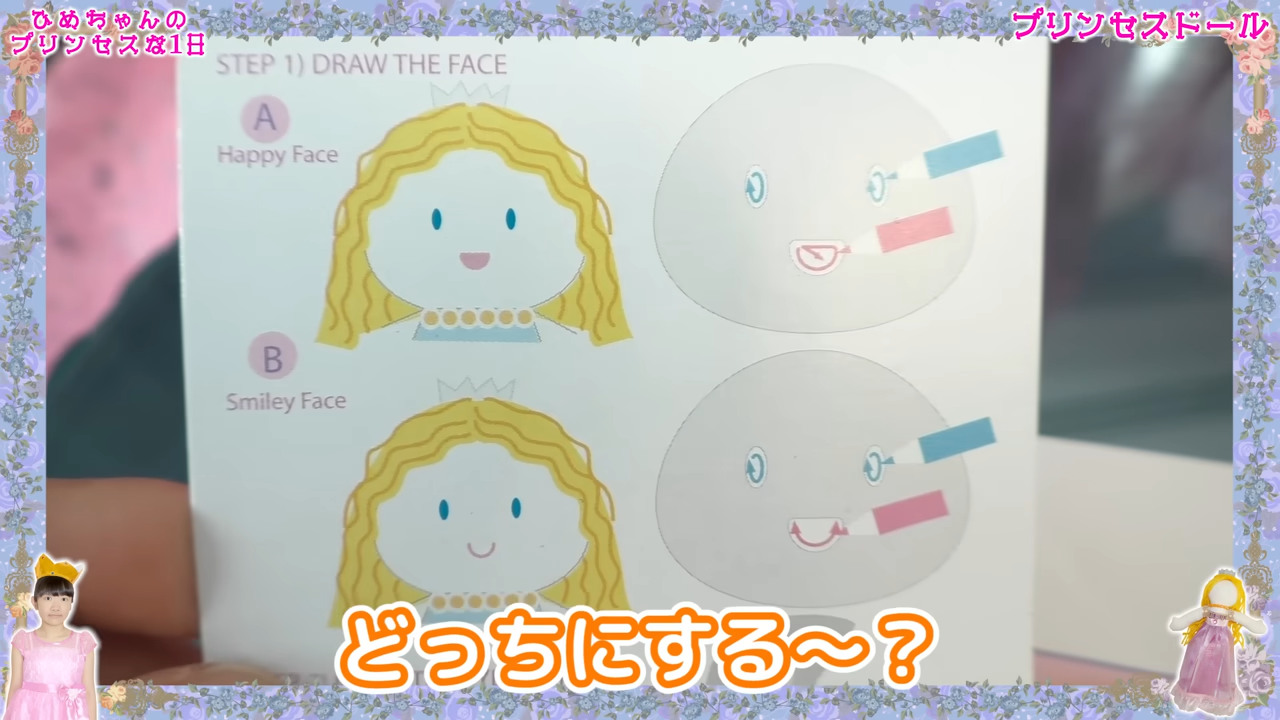 ひめちゃんの
プリンセスな1日
プリンセスドール
STEP 1) DRAW THE FACE
A
Happy Face
B
Smiley Face
どっちにする〜？